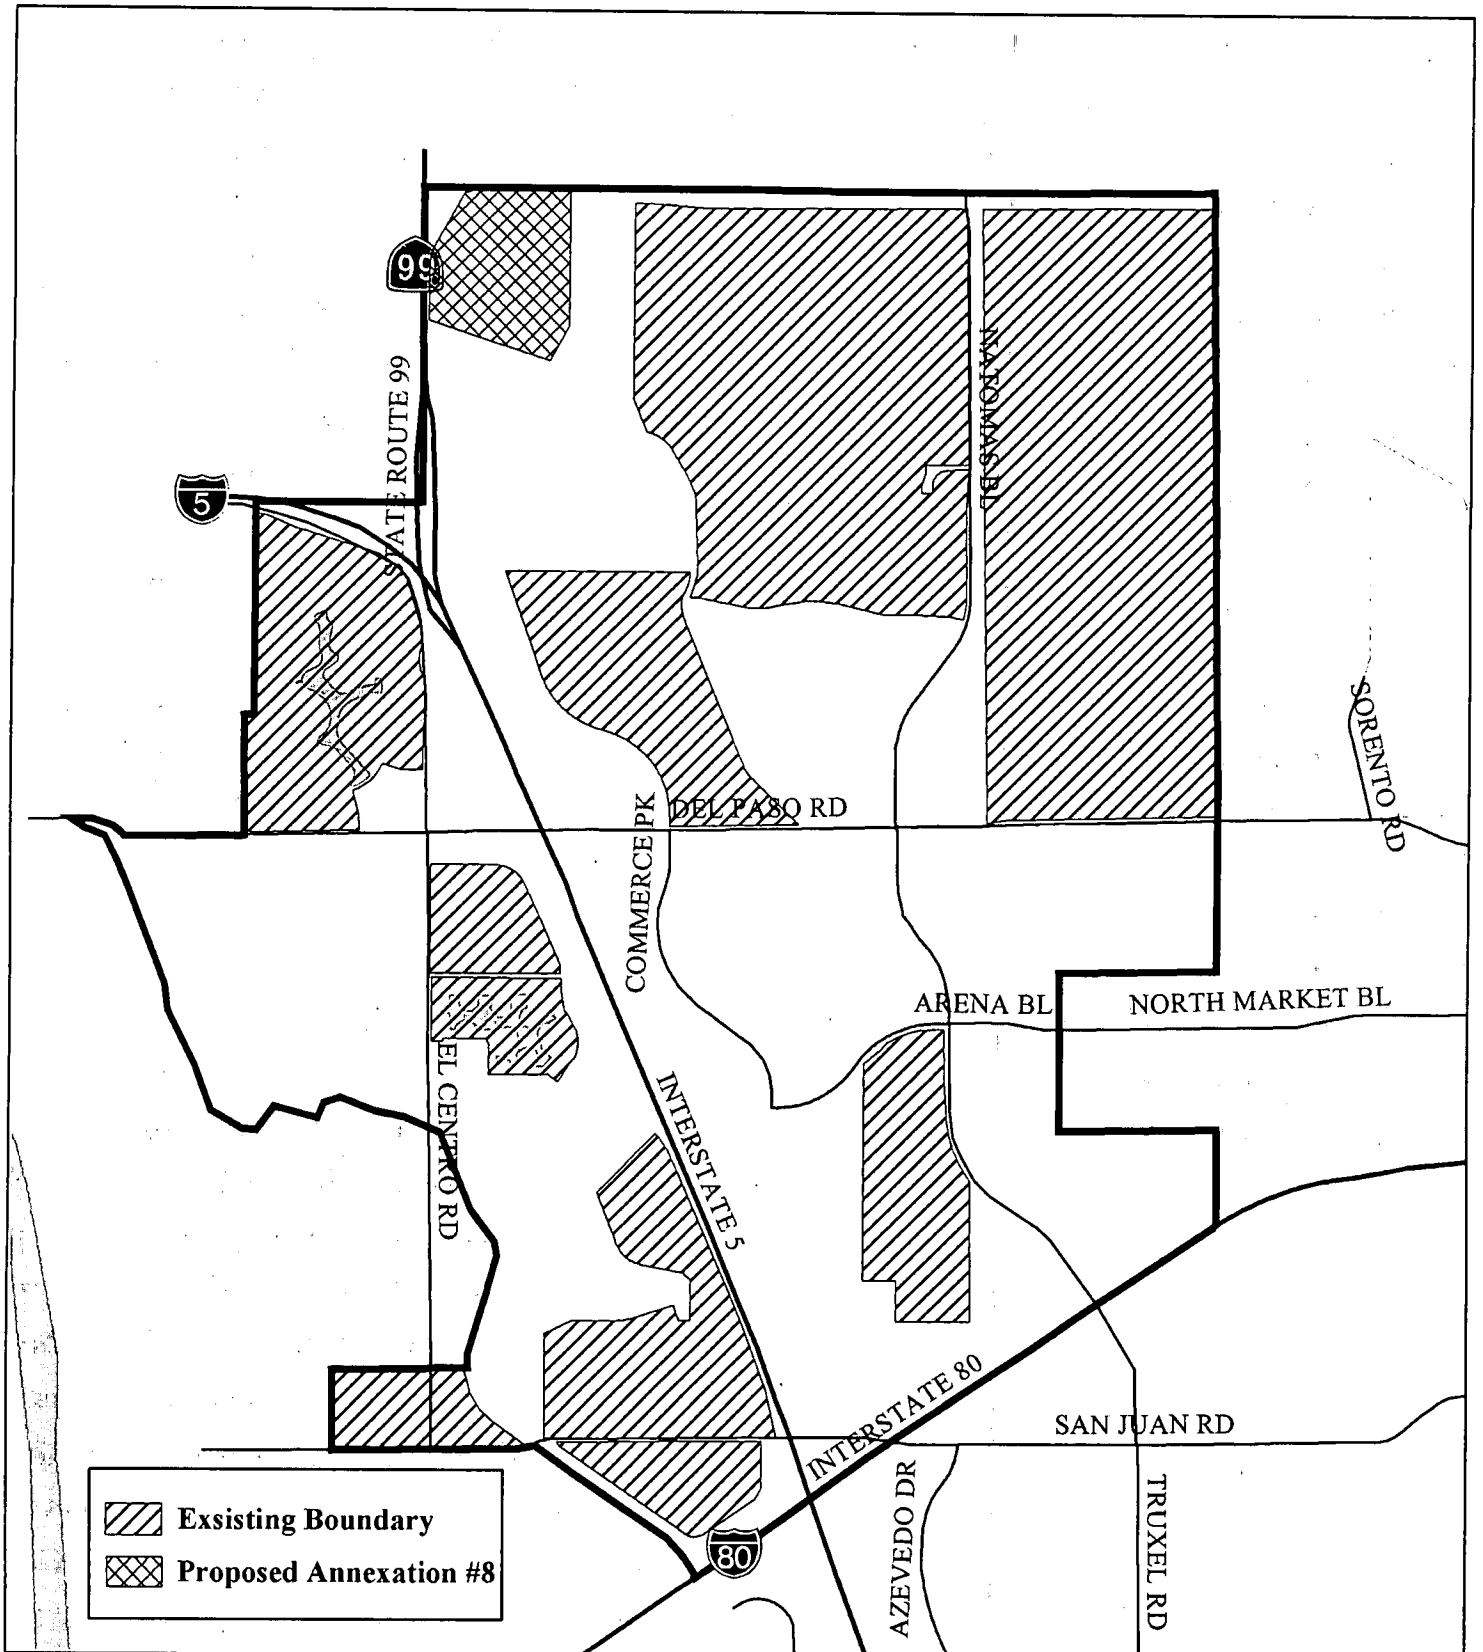 99
STATE ROUTE 99
NATOMAS BL
5
SORENTO RD
DEL PASO RD
COMMERCE PK
ARENA BL
NORTH MARKET BL
EL CENTRO RD
INTERSTATE 5
INTERSTATE 80
SAN JUAN RD
AZEVEDO DR
TRUXEL RD
80
Exsisting Boundary
Proposed Annexation #8